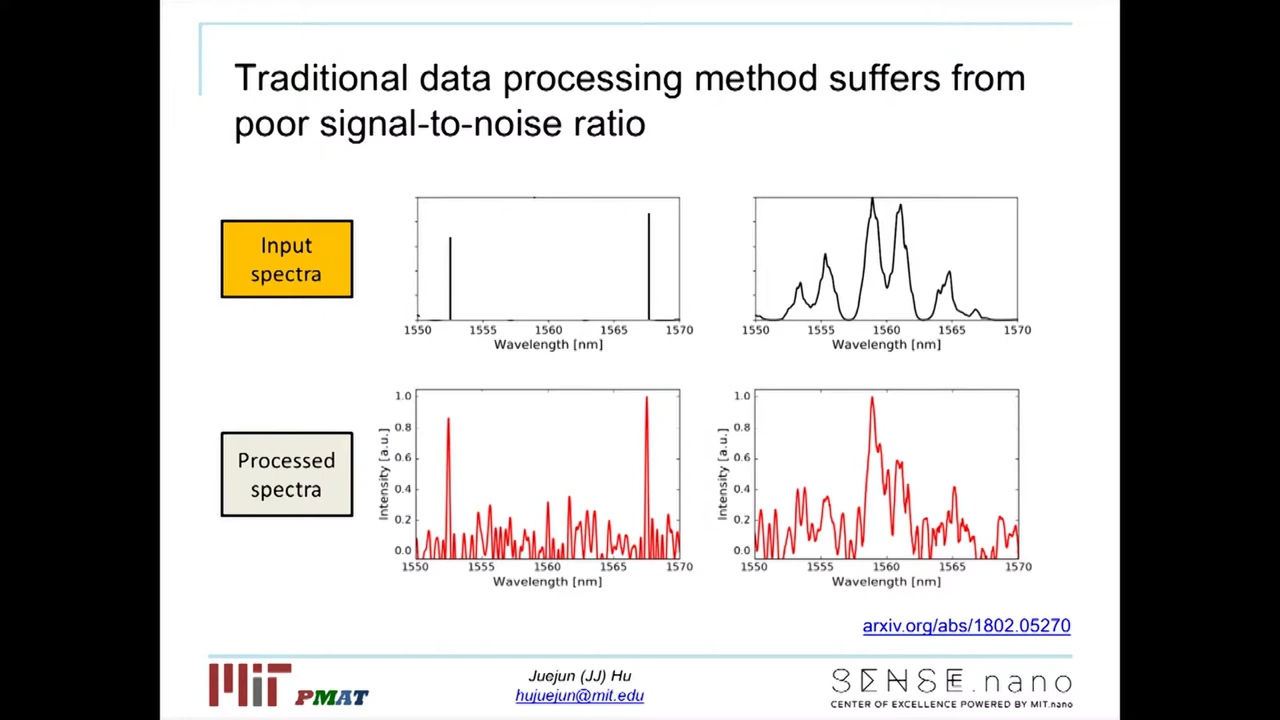 Traditional data processing method suffers from
poor signal-to-noise ratio
Input
spectra
1550 1555 1560 1565 1570
Wavelength [nm]
1550 1555 1560 1565 1570
Wavelength [nm]
Processed
spectra
Intensity [a.u.]
1.0
0.8
0.6
0.4
0.2
0.0
1550 1555 1560 1565 1570
Wavelength [nm]
Intensity [a.u.]
1.0
0.8
0.6
0.4
0.2
0.0
1550 1555 1560 1565 1570
Wavelength [nm]
arxiv.org/abs/1802.05270
MIT PMAT
Juejun (JJ) Hu
hujuejun@mit.edu
SENSE.nano
CENTER OF EXCELLENCE POWERED BY MIT.nano